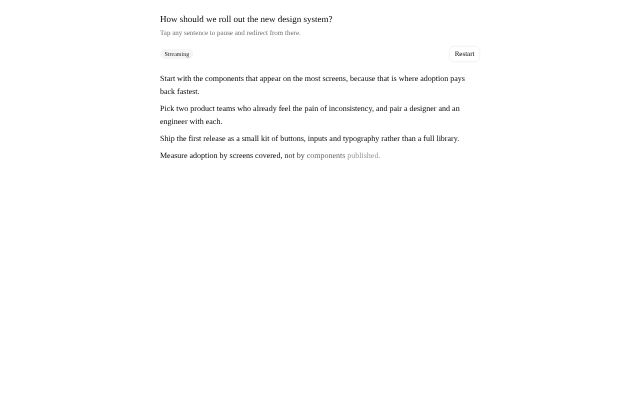 How should we roll out the new design system?
Tap any sentence to pause and redirect from there.
Streaming
Restart
Start with the components that appear on the most screens, because that is where adoption pays
back fastest.
Pick two product teams who already feel the pain of inconsistency, and pair a designer and an
engineer with each.
Ship the first release as a small kit of buttons, inputs and typography rather than a full library.
Measure adoption by screens covered, not by components published.